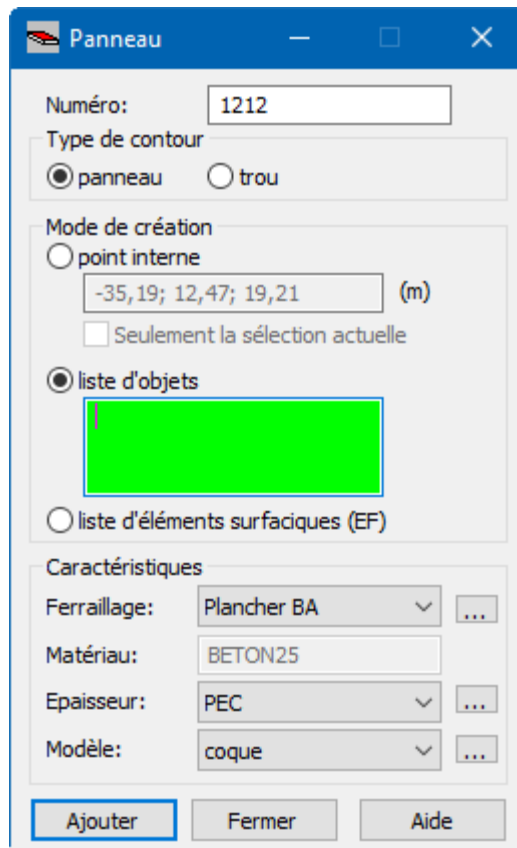 Panneau
Numéro: 1212
Type de contour
panneau trou
Mode de création
point interne
-35,19; 12,47; 19,21 (m)
Seulement la sélection actuelle
liste d'objets
liste d'éléments surfaciques (EF)
Caractéristiques
Ferraillage: Plancher BA ...
Matériau: BETON25
Epaisseur: PEC ...
Modèle: coque ...
Ajouter Fermer Aide